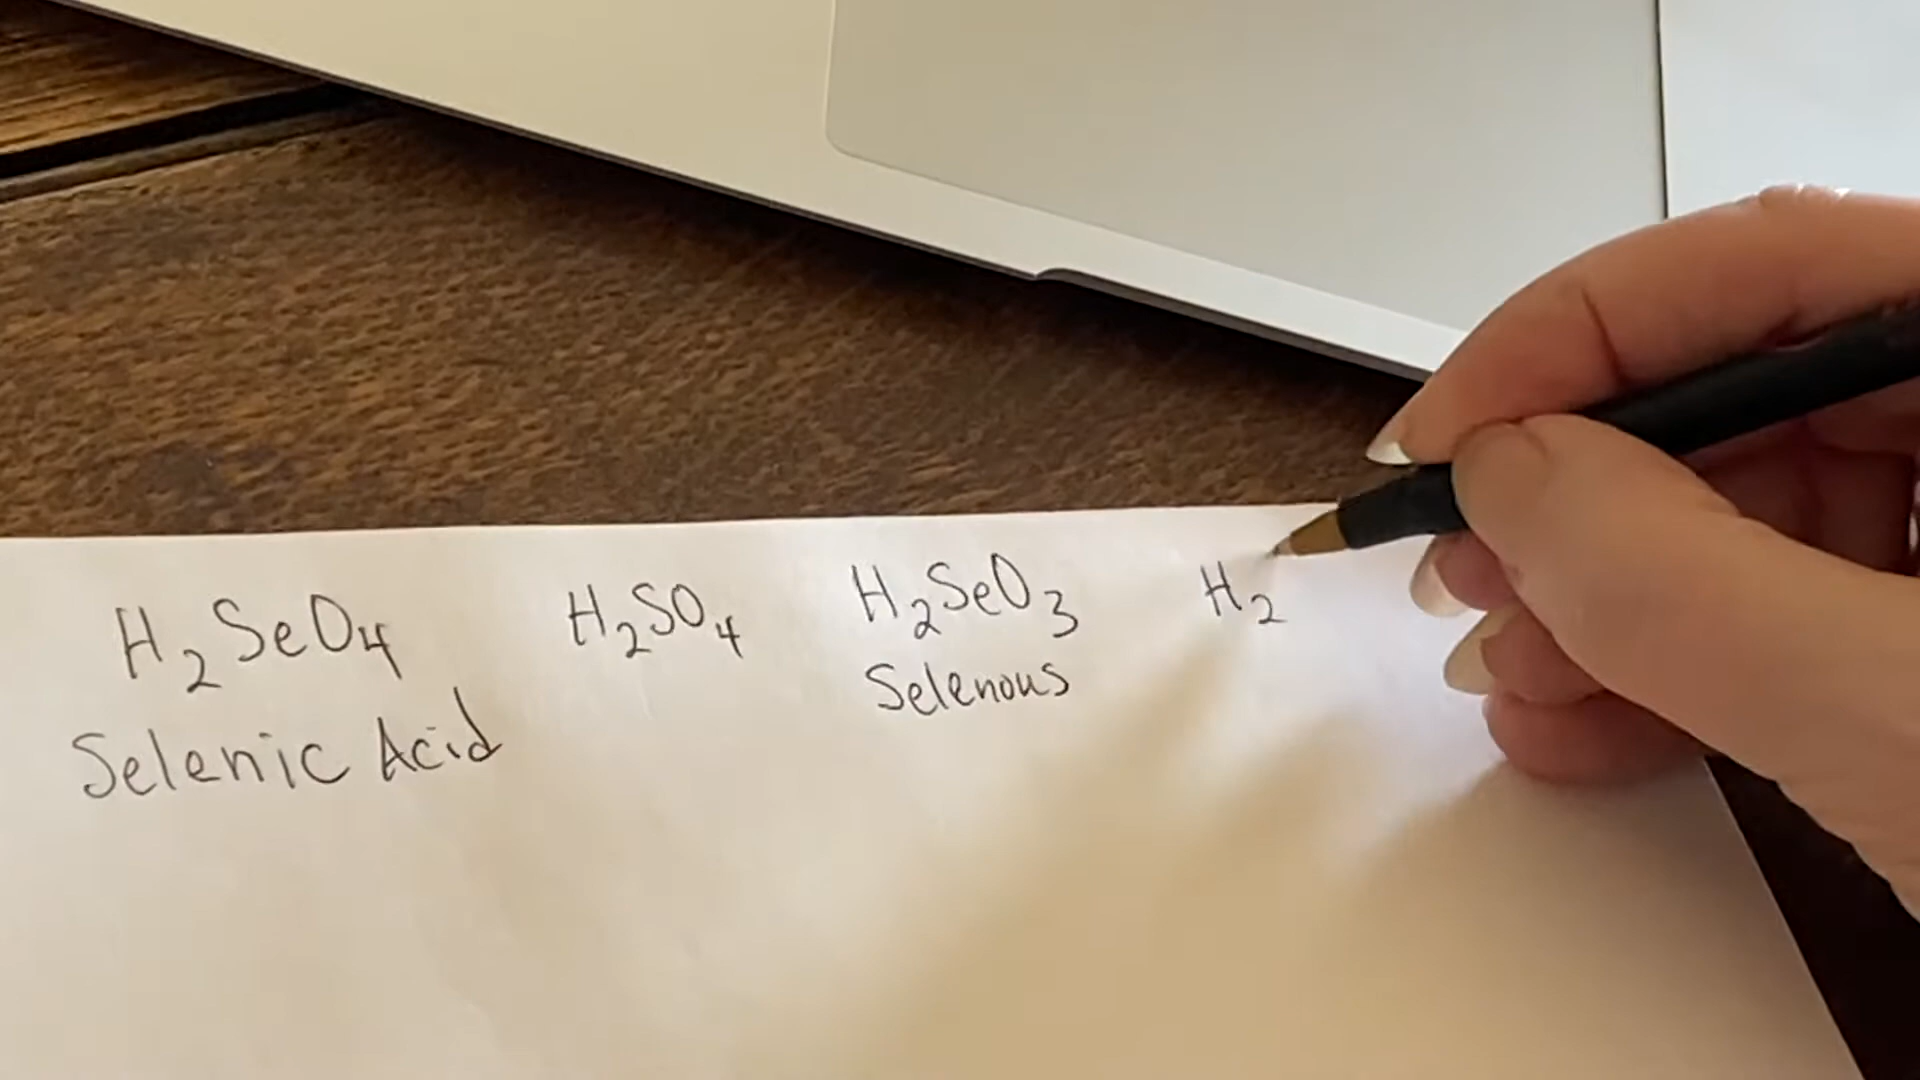 H₂SeO₄ H₂SO₄ H₂SeO₃ H₂
Selenic Acid Selenous